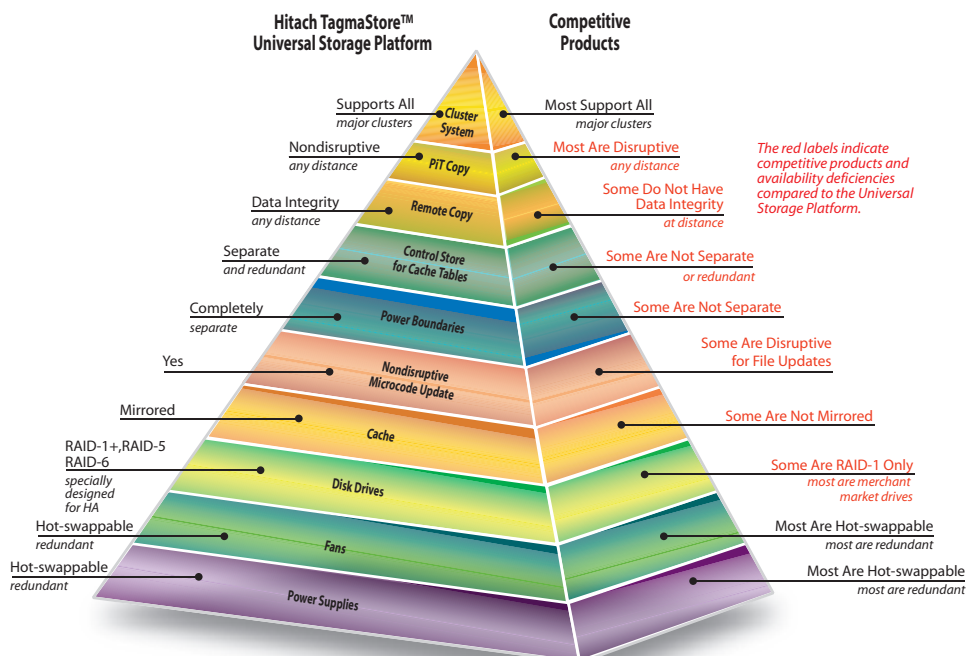 Hitach TagmaStore™
Universal Storage Platform
Competitive
Products
Supports All
major clusters
Cluster
System
Most Support All
major clusters
Nondisruptive
any distance
PiT Copy
Most Are Disruptive
any distance
The red labels indicate
competitive products and
availability deficiencies
compared to the Universal
Storage Platform.
Data Integrity
any distance
Remote Copy
Some Do Not Have
Data Integrity
at distance
Separate
and redundant
Control Store
for Cache Tables
Some Are Not Separate
or redundant
Completely
separate
Power Boundaries
Some Are Not Separate
Yes
Nondisruptive
Microcode Update
Some Are Disruptive
for File Updates
Mirrored
Cache
Some Are Not Mirrored
RAID-1+,RAID-5
RAID-6
specially
designed
for HA
Disk Drives
Some Are RAID-1 Only
most are merchant
market drives
Hot-swappable
redundant
Fans
Most Are Hot-swappable
most are redundant
Hot-swappable
redundant
Power Supplies
Most Are Hot-swappable
most are redundant